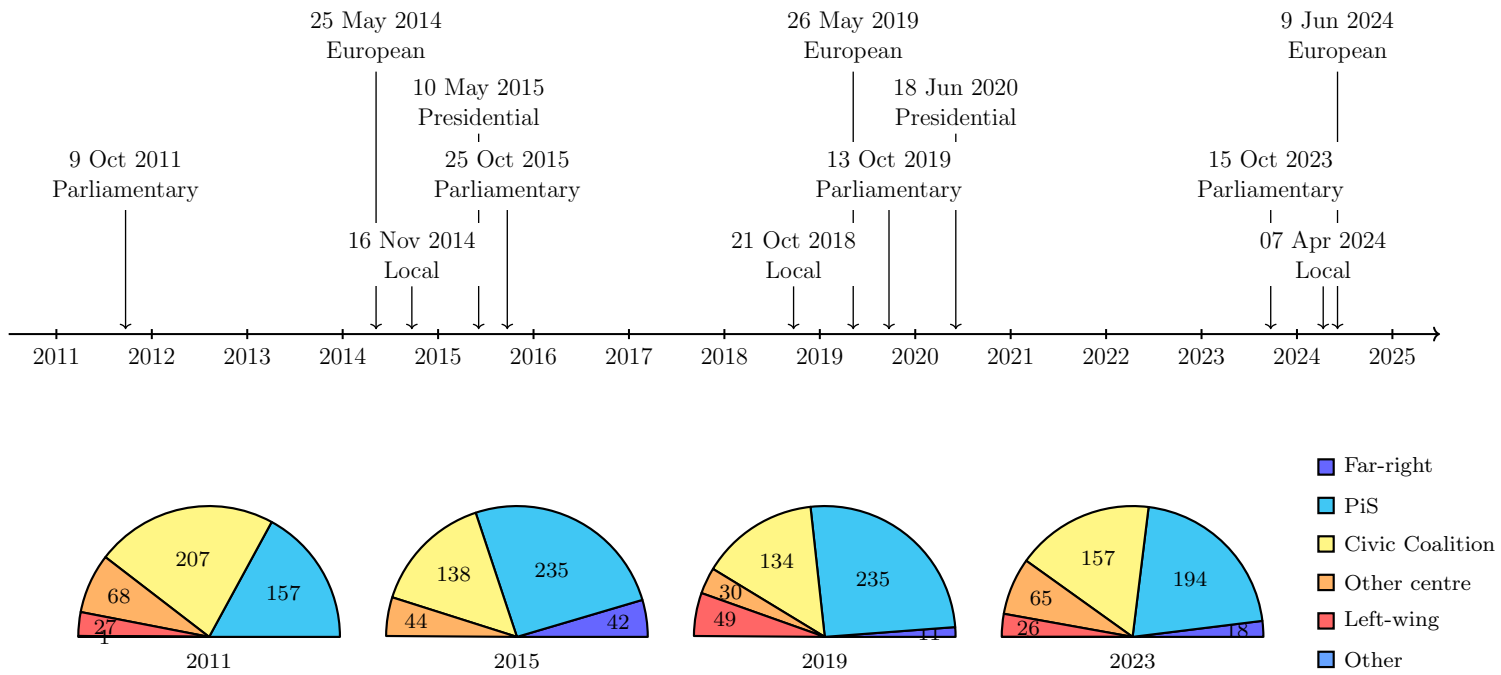 25 May 2014
European
26 May 2019
European
9 Jun 2024
European
10 May 2015
Presidential
18 Jun 2020
Presidential
9 Oct 2011
Parliamentary
25 Oct 2015
Parliamentary
13 Oct 2019
Parliamentary
15 Oct 2023
Parliamentary
16 Nov 2014
Local
21 Oct 2018
Local
07 Apr 2024
Local
2011 2012 2013 2014 2015 2016 2017 2018 2019 2020 2021 2022 2023 2024 2025
207
157
68
27
1
2011
138
235
44
42
2015
134
235
30
49
11
2019
157
194
65
26
18
2023
Far-right
PiS
Civic Coalition
Other centre
Left-wing
Other